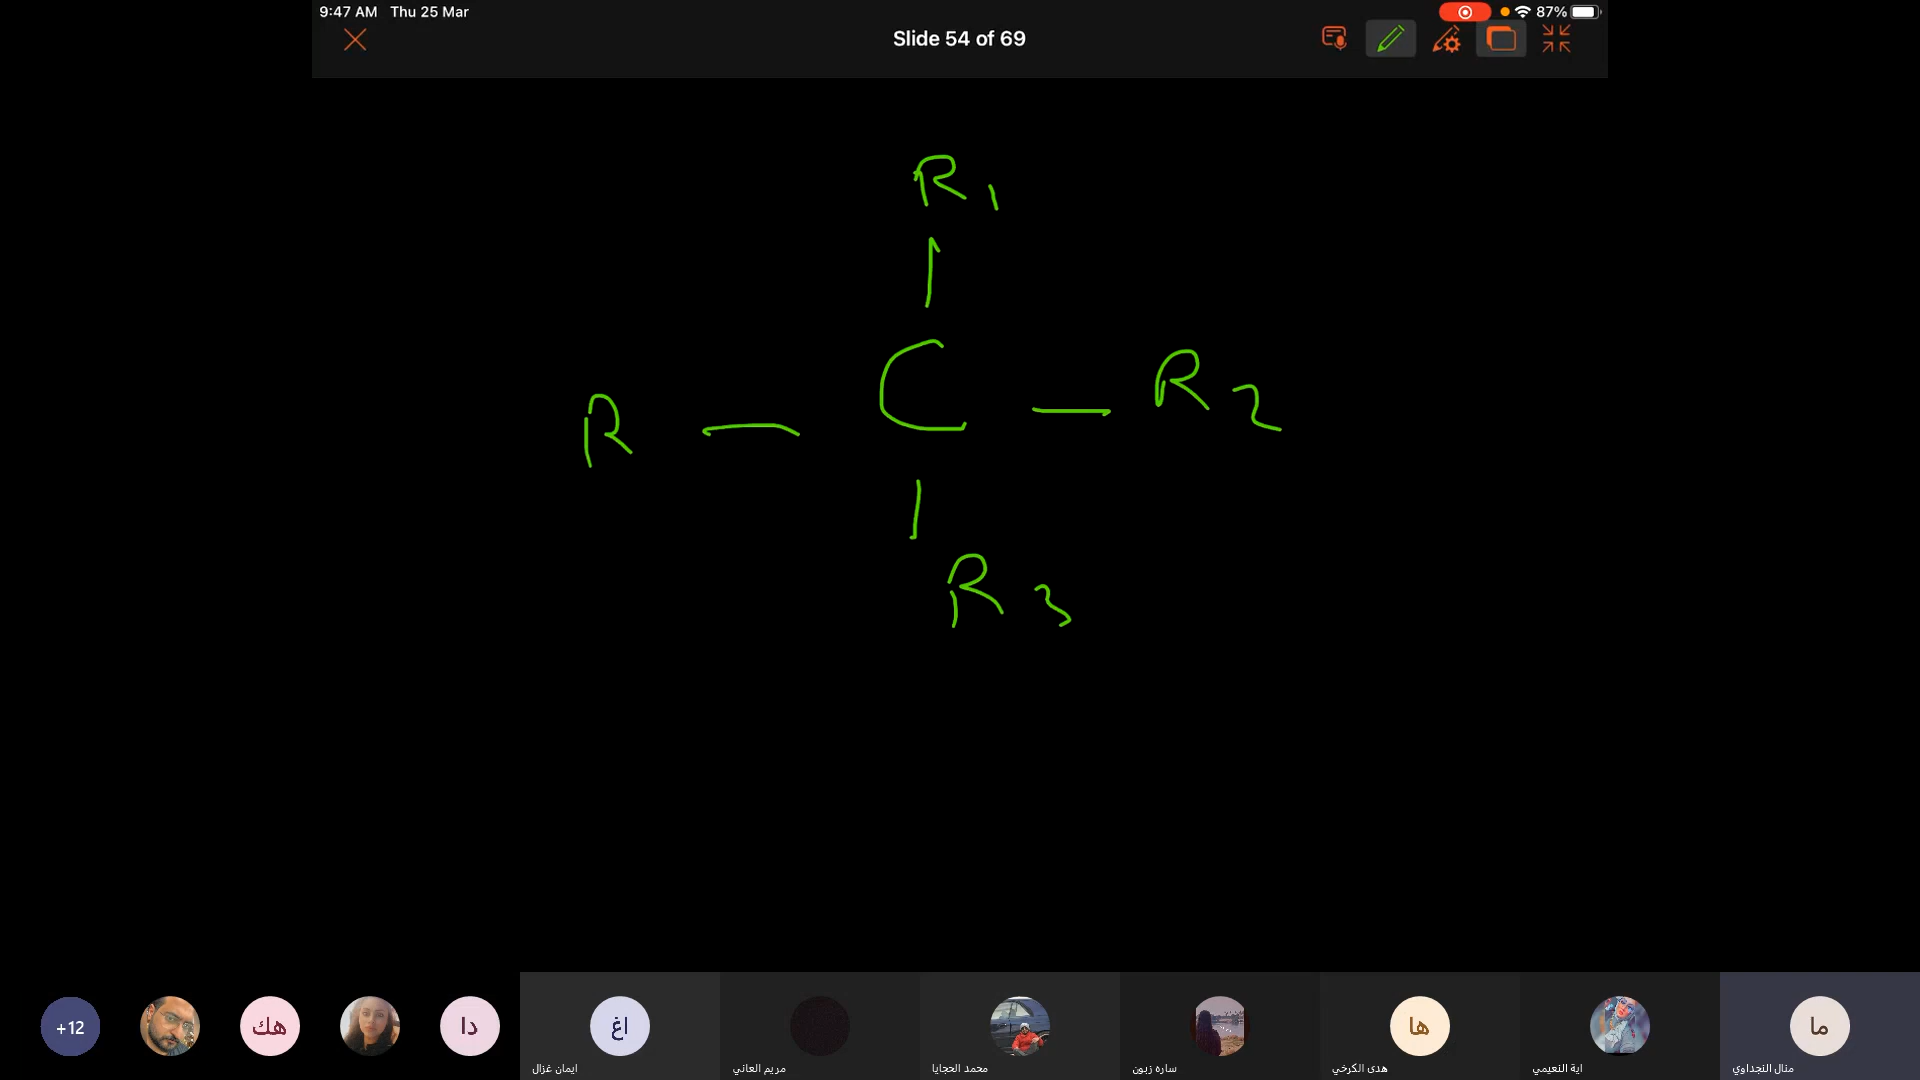 9:47 AM Thu 25 Mar
87%
Slide 54 of 69
R1
R — C — R2
R3
+12
هك
دا
اغ
ها
ما
ايمان غزال
مريم العاني
محمد الحجايا
ساره زبون
هدى الكرخي
اية النعيمي
منال النجداوي